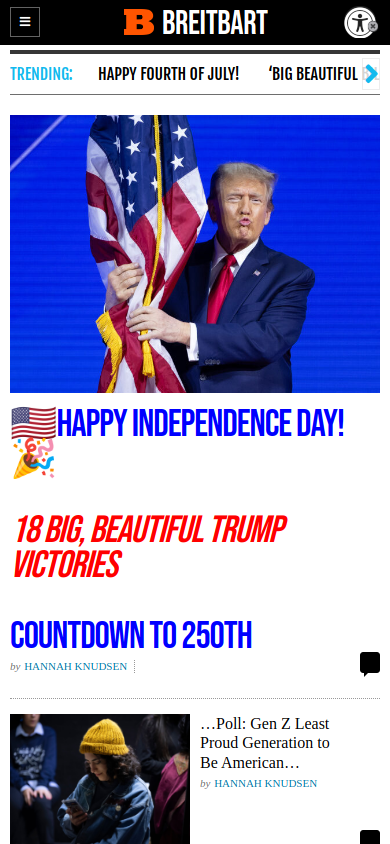 BREITBART
TRENDING: HAPPY FOURTH OF JULY! ‘BIG BEAUTIFUL
🇺🇸HAPPY INDEPENDENCE DAY!
🎉
18 BIG, BEAUTIFUL TRUMP
VICTORIES
COUNTDOWN TO 250TH
by HANNAH KNUDSEN
…Poll: Gen Z Least
Proud Generation to
Be American…
by HANNAH KNUDSEN